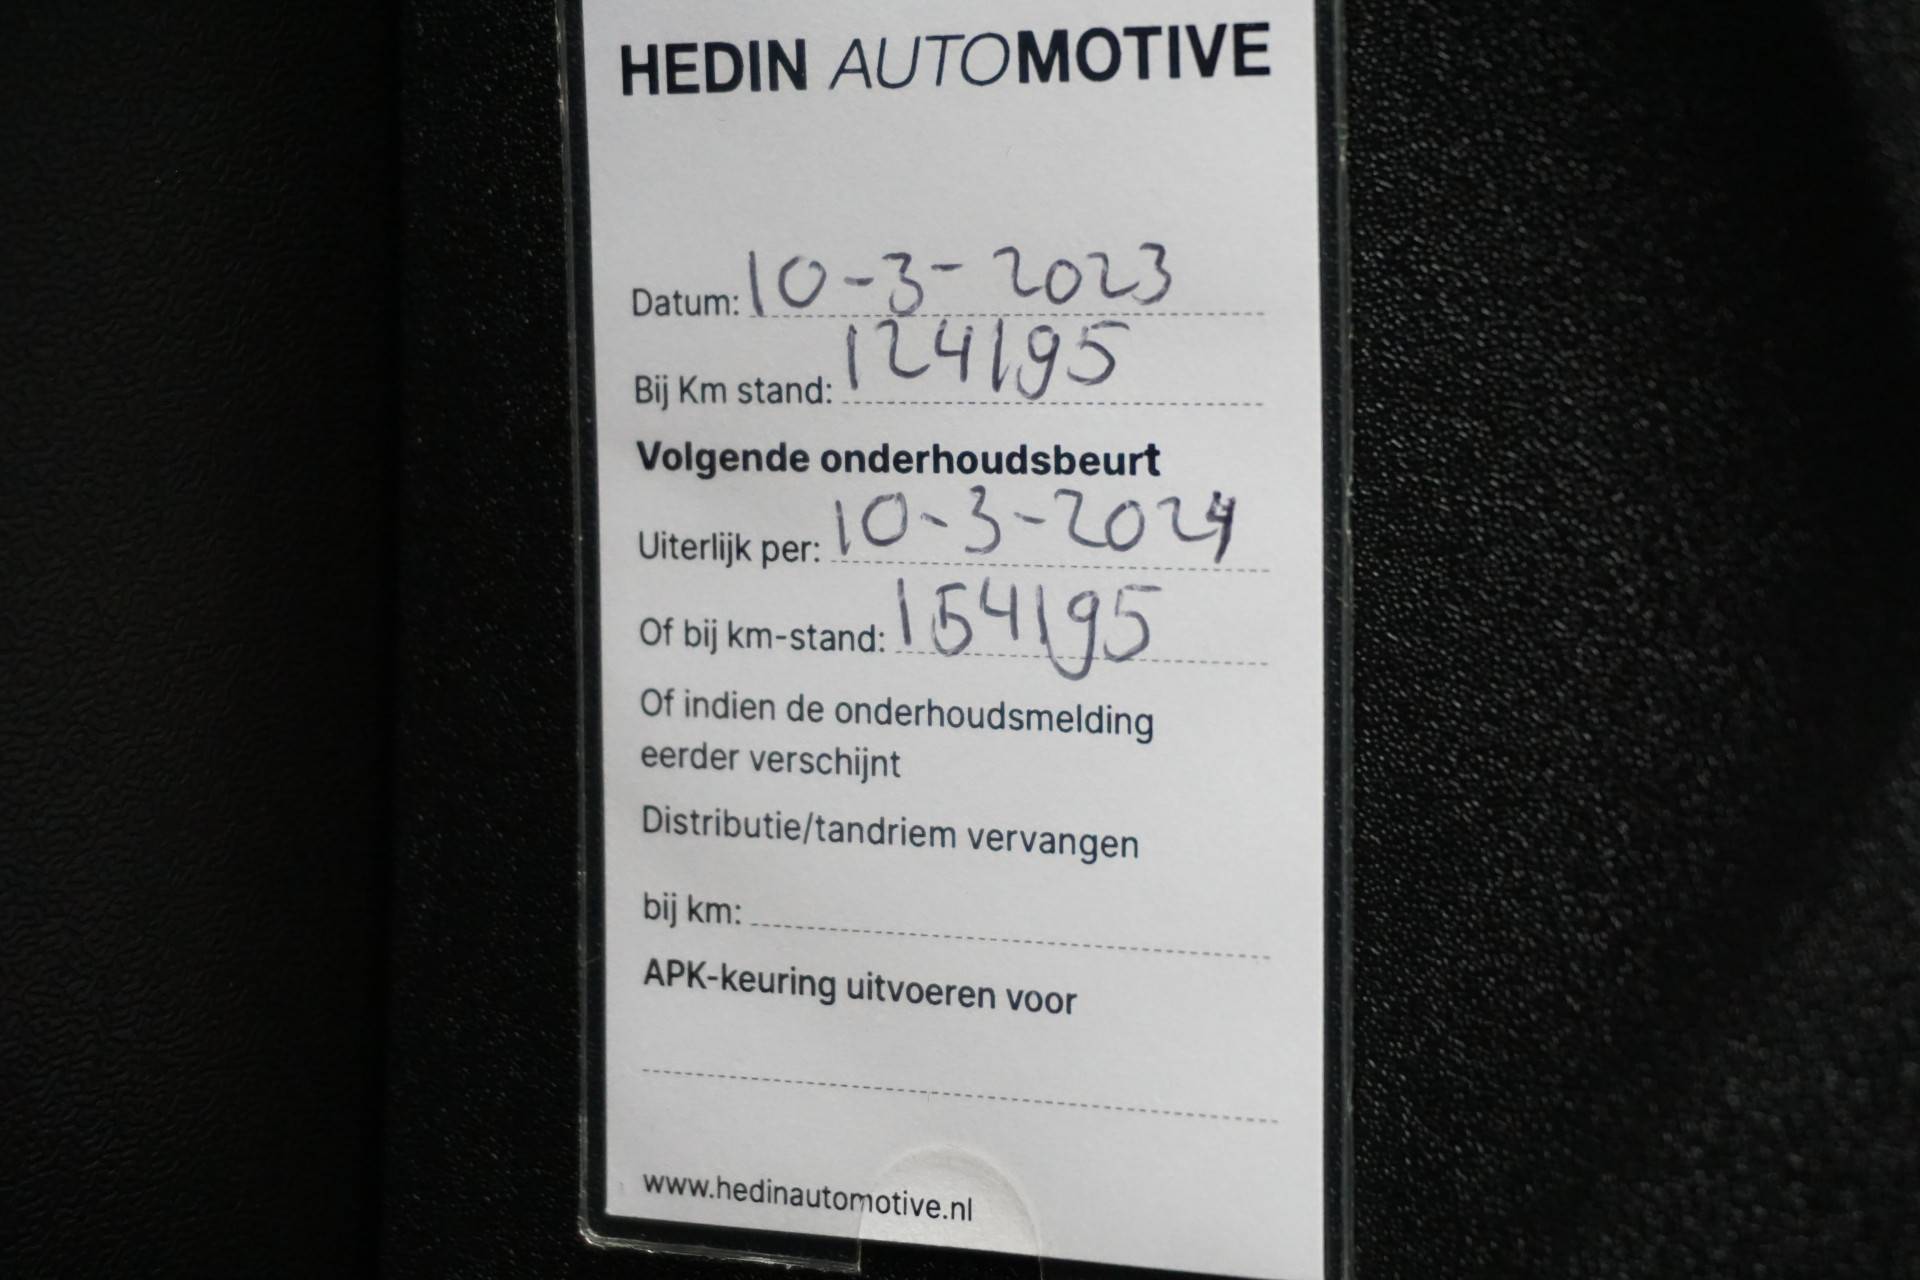 HEDIN AUTOMOTIVE
Datum: 10-3-2023
Bij Km stand: 124195
Volgende onderhoudsbeurt
Uiterlijk per: 10-3-2024
Of bij km-stand: 154195
Of indien de onderhoudsmelding
eerder verschijnt
Distributie/tandriem vervangen
bij km:
APK-keuring uitvoeren voor
www.hedinautomotive.nl